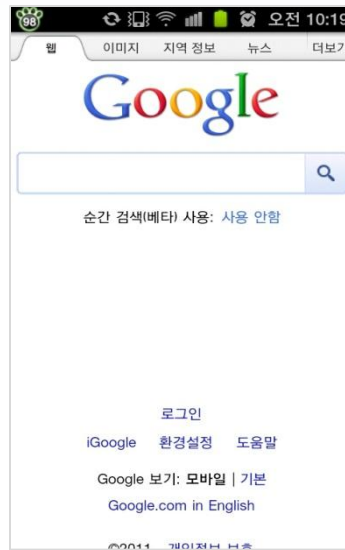 98 오전 10:19
웹 이미지 지역 정보 뉴스 더보기
Google
순간 검색(베타) 사용: 사용 안함
로그인
iGoogle 환경설정 도움말
Google 보기: 모바일 | 기본
Google.com in English
©2011 개인정보 보호